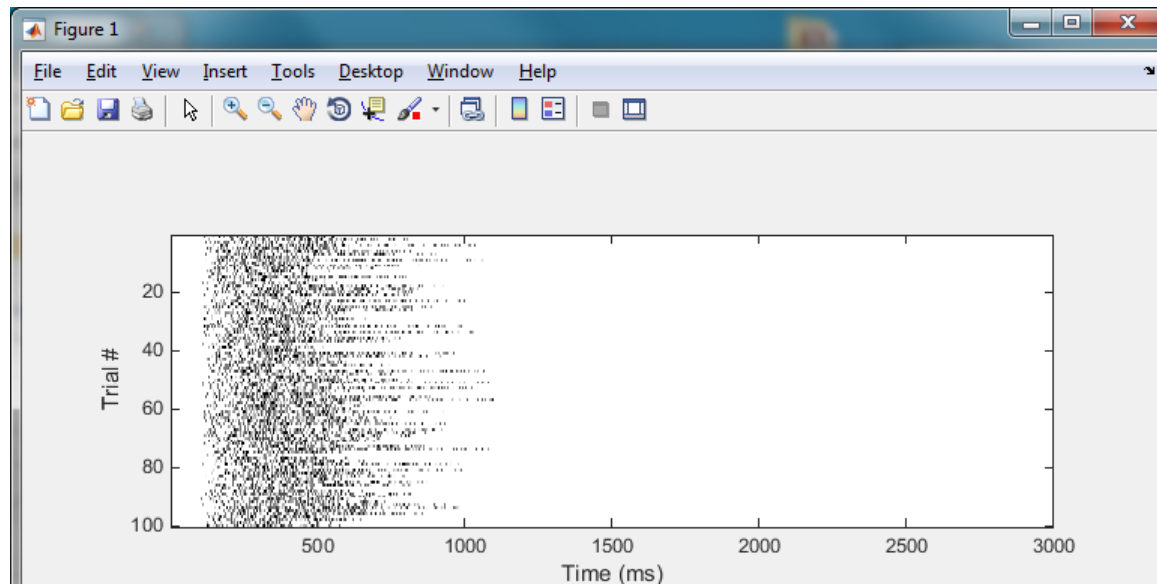 Figure 1
File Edit View Insert Tools Desktop Window Help
20
40
60
80
100
Trial #
500 1000 1500 2000 2500 3000
Time (ms)